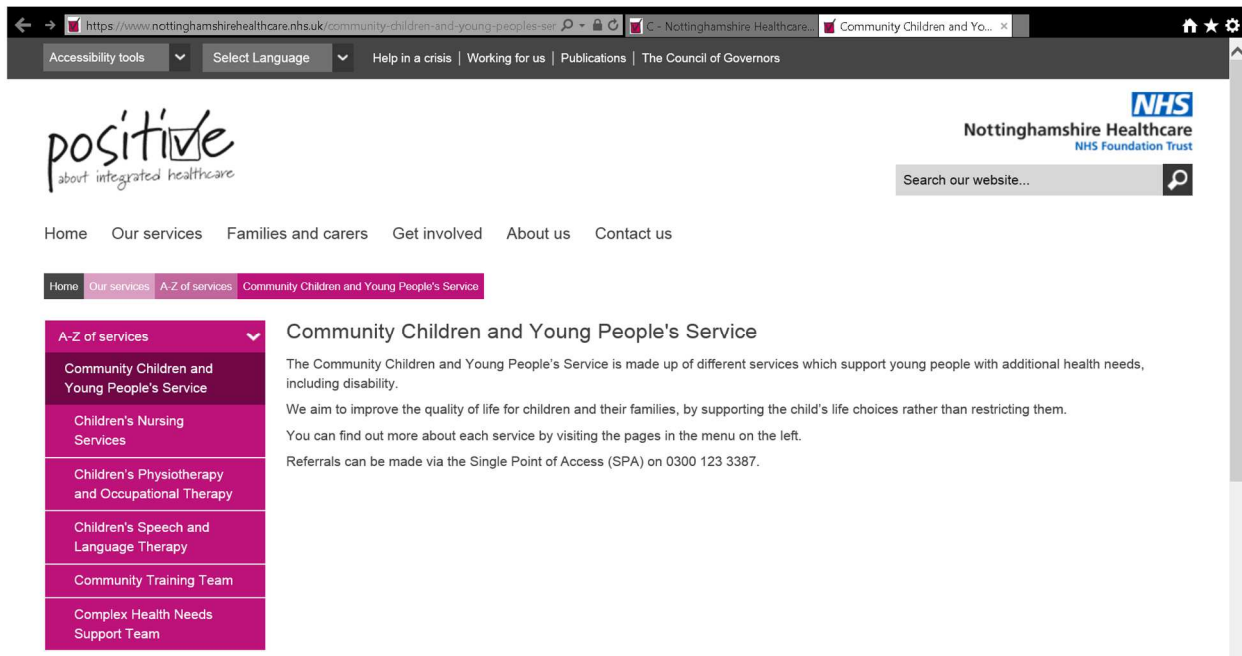 https://www.nottinghamshirehealthcare.nhs.uk/community-children-and-young-peoples-ser
C - Nottinghamshire Healthcare...
Community Children and Yo...
Accessibility tools
Select Language
Help in a crisis | Working for us | Publications | The Council of Governors
positive
about integrated healthcare
NHS
Nottinghamshire Healthcare
NHS Foundation Trust
Search our website...
Home Our services Families and carers Get involved About us Contact us
Home Our services A-Z of services Community Children and Young People's Service
A-Z of services
Community Children and
Young People's Service
Children's Nursing
Services
Children's Physiotherapy
and Occupational Therapy
Children's Speech and
Language Therapy
Community Training Team
Complex Health Needs
Support Team
Community Children and Young People's Service
The Community Children and Young People's Service is made up of different services which support young people with additional health needs,
including disability.
We aim to improve the quality of life for children and their families, by supporting the child's life choices rather than restricting them.
You can find out more about each service by visiting the pages in the menu on the left.
Referrals can be made via the Single Point of Access (SPA) on 0300 123 3387.